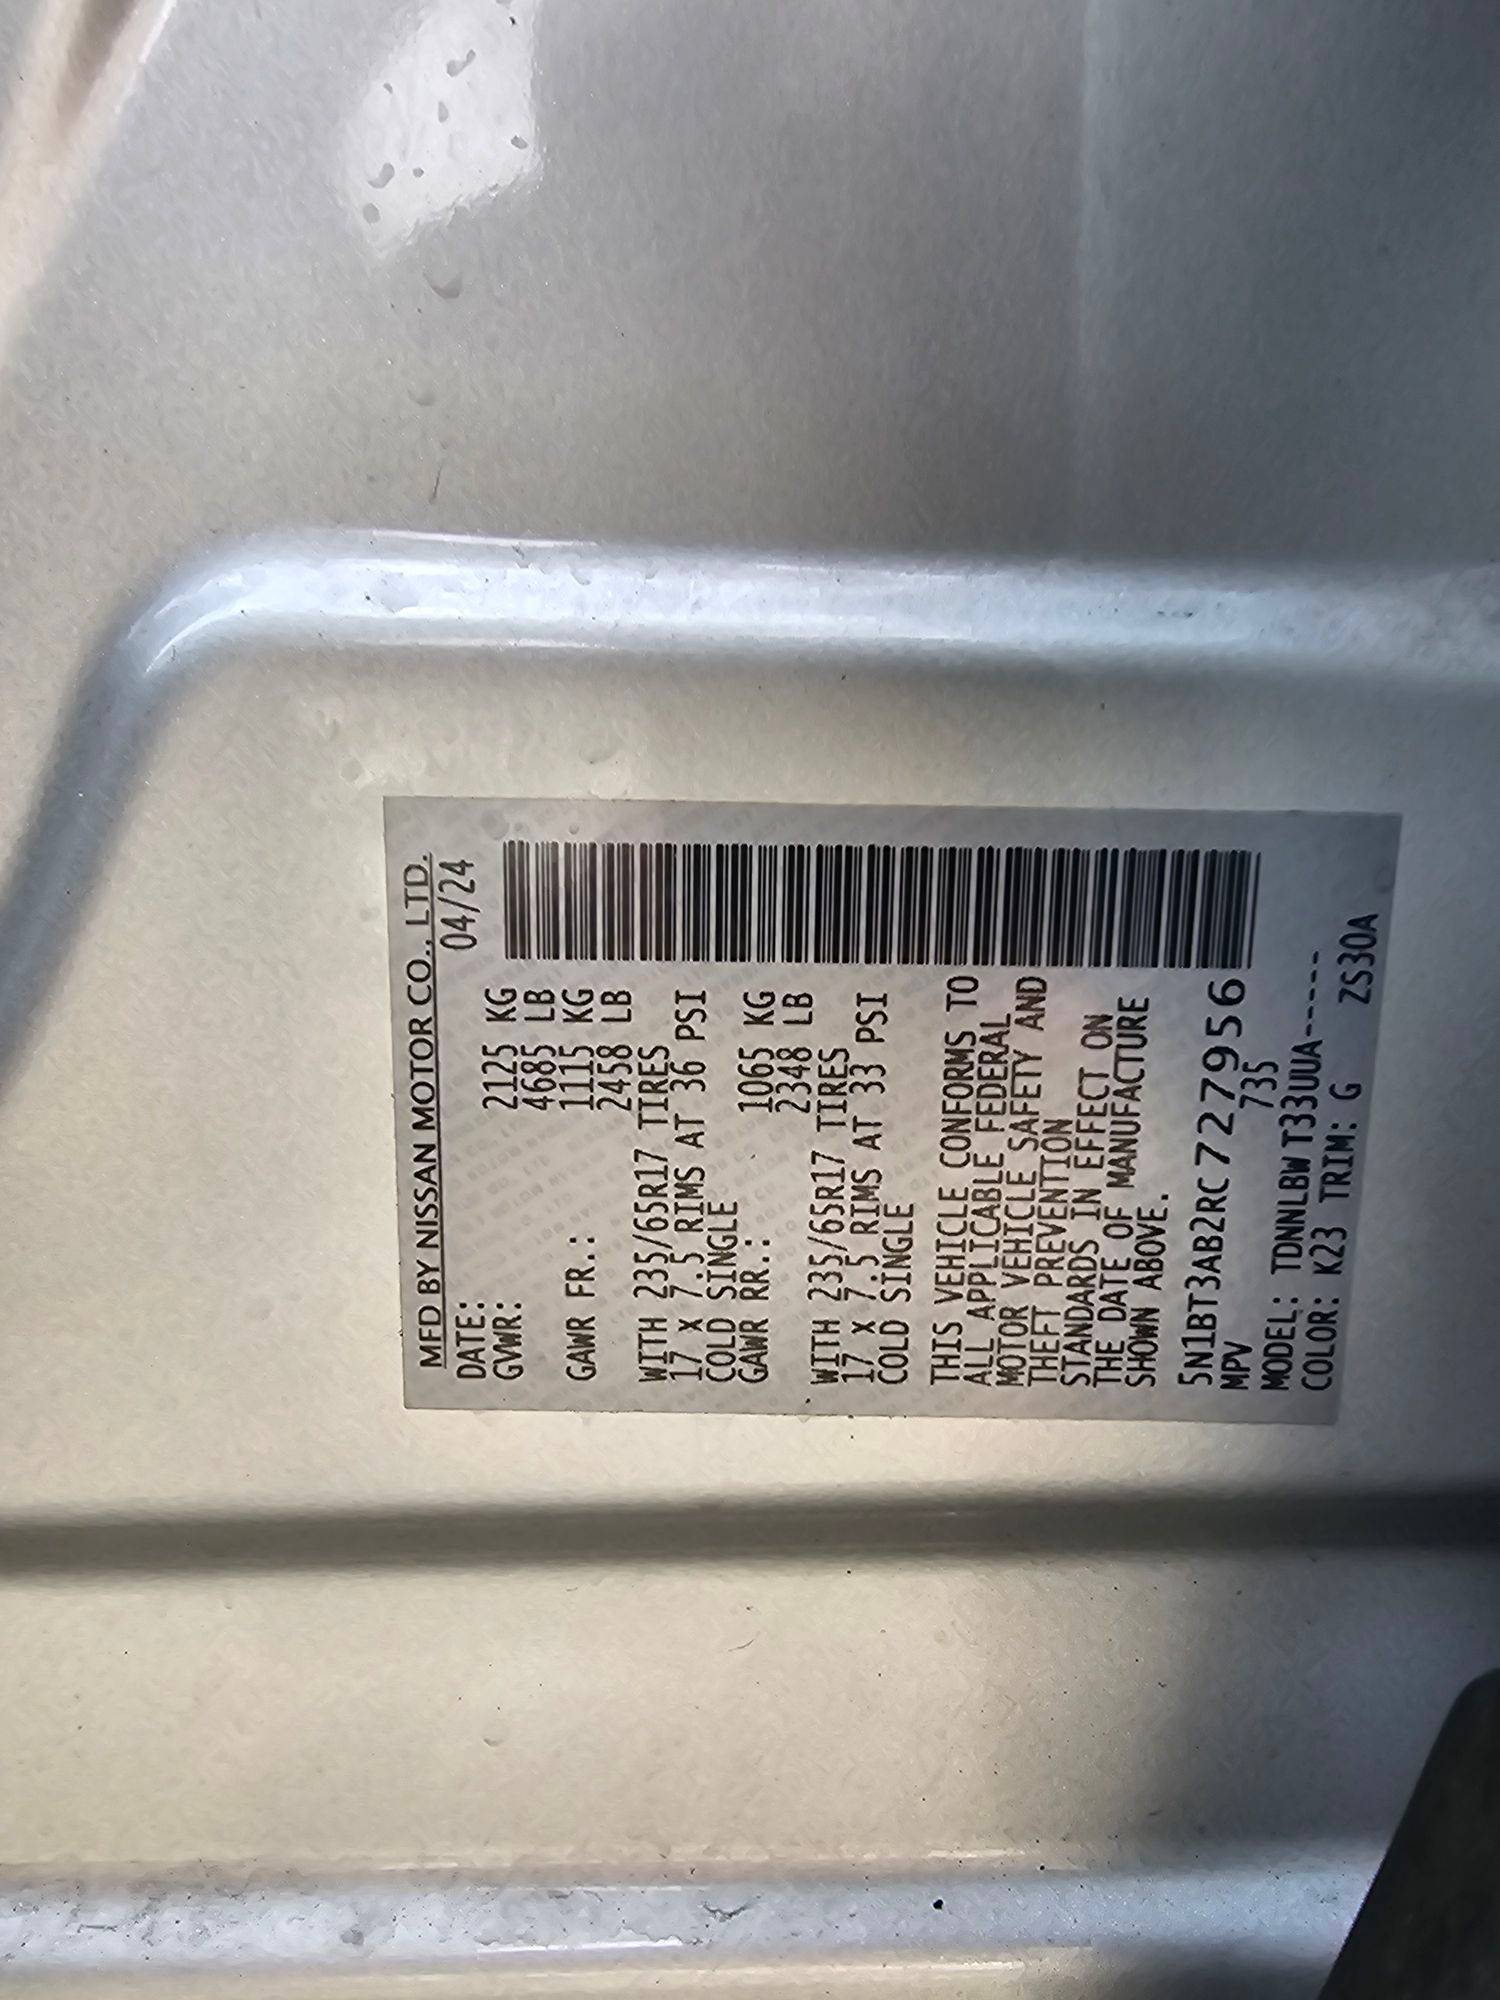 MFD BY NISSAN MOTOR CO., LTD.
DATE: 04/24
GVWR: 2125 KG
4685 LB
GAWR FR.: 1115 KG
2458 LB
WITH 235/65R17 TIRES
17 X 7.5 RIMS AT 36 PSI
COLD SINGLE
GAWR RR.: 1065 KG
2348 LB
WITH 235/65R17 TIRES
17 X 7.5 RIMS AT 33 PSI
COLD SINGLE
THIS VEHICLE CONFORMS TO
ALL APPLICABLE FEDERAL
MOTOR VEHICLE SAFETY AND
THEFT PREVENTION
STANDARDS IN EFFECT ON
THE DATE OF MANUFACTURE
SHOWN ABOVE.
5N1BT3AB2RC727956
MPV 735
MODEL: TDNNLBW T33UUA-----
COLOR: K23 TRIM: G ZS30A